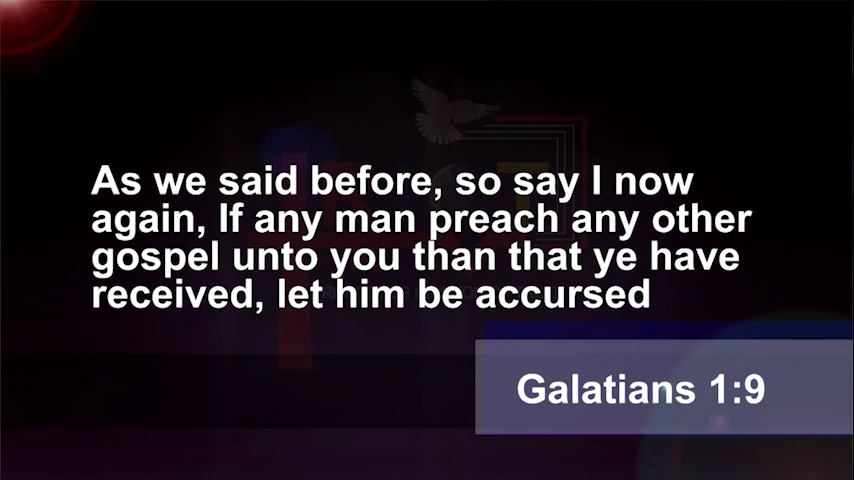 As we said before, so say I now
again, If any man preach any other
gospel unto you than that ye have
received, let him be accursed
Galatians 1:9